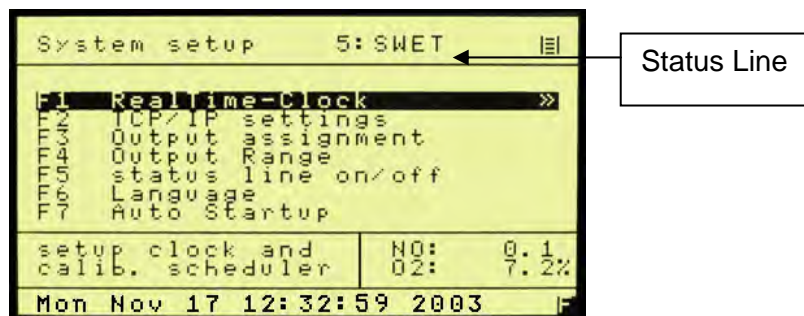 System setup 5:SWET
Status Line
F1 RealTime-Clock »
F2 TCP/IP settings
F3 Output assignment
F4 Output Range
F5 status line on/off
F6 Language
F7 Auto Startup
setup clock and NO: 0.1
calib. scheduler O2: 7.2%
Mon Nov 17 12:32:59 2003 F